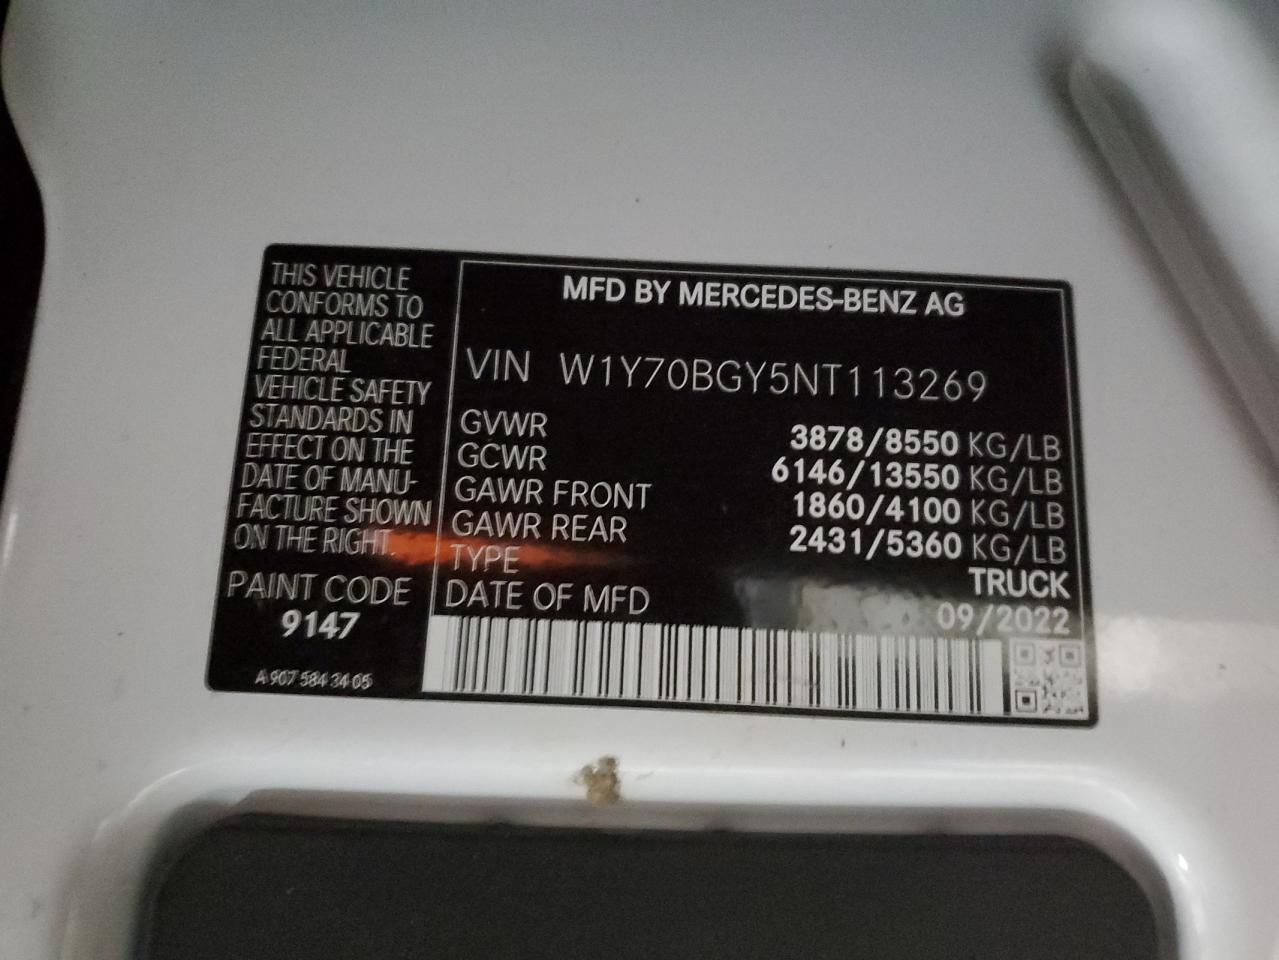 THIS VEHICLE
CONFORMS TO
ALL APPLICABLE
FEDERAL
VEHICLE SAFETY
STANDARDS IN
EFFECT ON THE
DATE OF MANU-
FACTURE SHOWN
ON THE RIGHT.
PAINT CODE
9147
A 907 584 34 05
MFD BY MERCEDES-BENZ AG
VIN W1Y70BGY5NT113269
GVWR 3878/8550 KG/LB
GCWR 6146/13550 KG/LB
GAWR FRONT 1860/4100 KG/LB
GAWR REAR 2431/5360 KG/LB
TYPE TRUCK
DATE OF MFD 09/2022